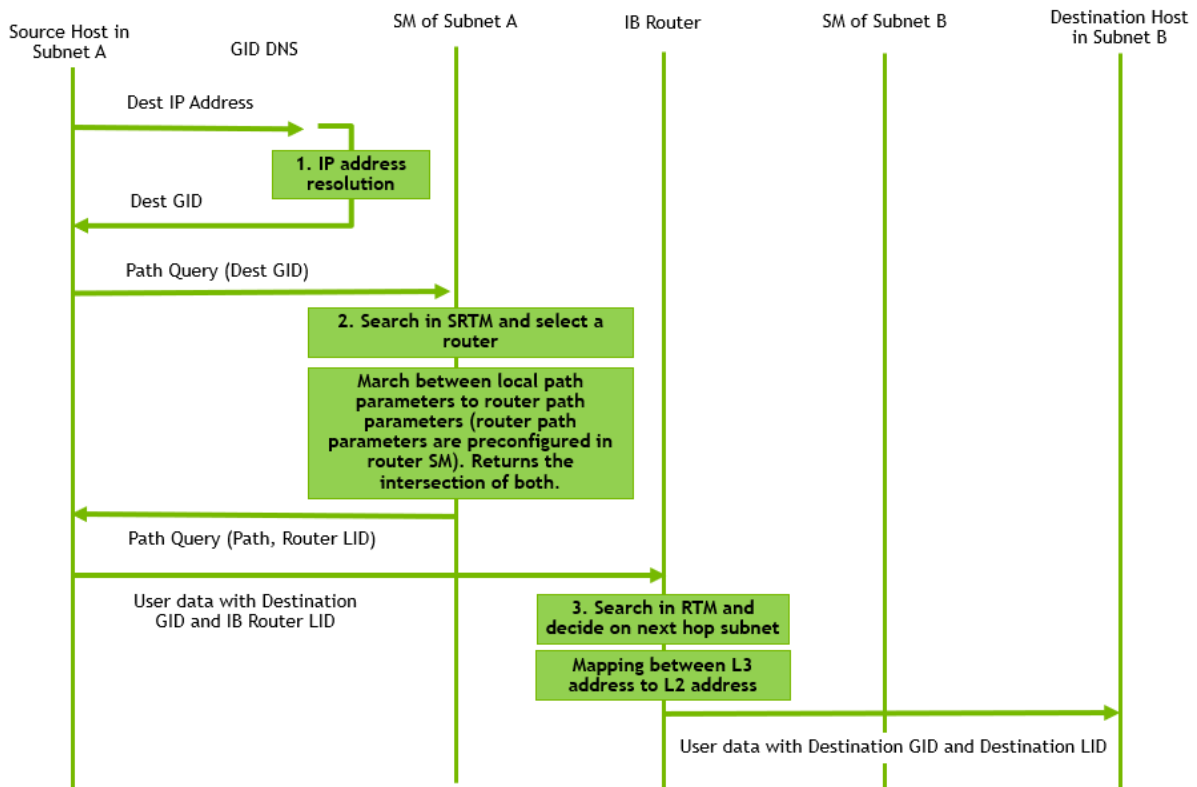 Source Host in
Subnet A
GID DNS
SM of Subnet A
IB Router
SM of Subnet B
Destination Host
in Subnet B
Dest IP Address
1. IP address
resolution
Dest GID
Path Query (Dest GID)
2. Search in SRTM and select a
router
March between local path
parameters to router path
parameters (router path
parameters are preconfigured in
router SM). Returns the
intersection of both.
Path Query (Path, Router LID)
User data with Destination
GID and IB Router LID
3. Search in RTM and
decide on next hop subnet
Mapping between L3
address to L2 address
User data with Destination GID and Destination LID